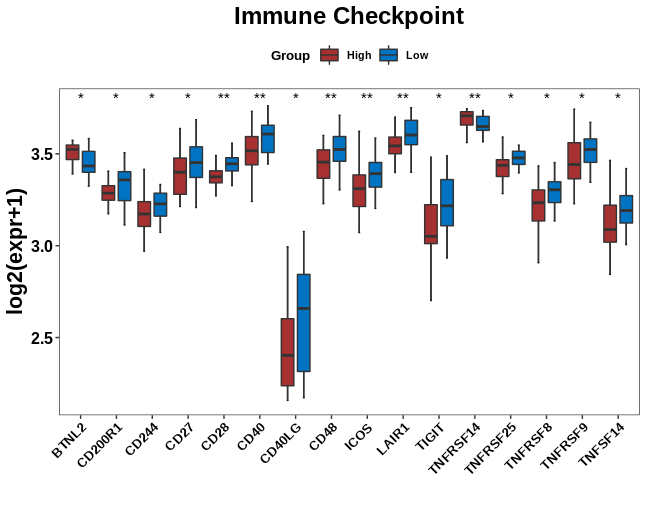 Immune Checkpoint
Group High Low
* * * * ** ** * ** ** ** * ** * * * *
log2(expr+1)
3.5
3.0
2.5
BTNL2 CD200R1 CD244 CD27 CD28 CD40 CD40LG CD48 ICOS LAIR1 TIGIT TNFRSF14 TNFRSF25 TNFRSF8 TNFRSF9 TNFSF14